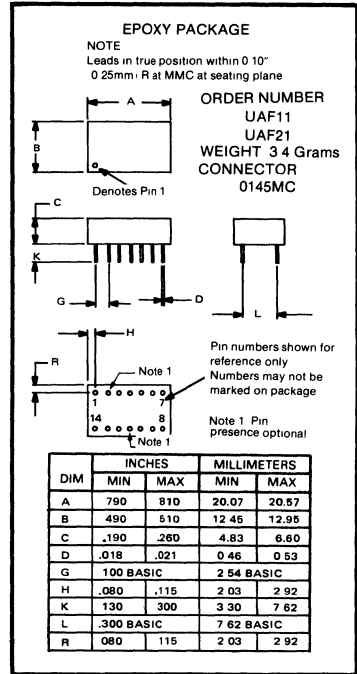 EPOXY PACKAGE
NOTE
Leads in true position within 0 10"
0 25mm R at MMC at seating plane
ORDER NUMBER
UAF11
UAF21
WEIGHT 3 4 Grams
CONNECTOR
0145MC
A
B
Denotes Pin 1
C
K
G
D
L
H
R
Note 1
1
7
14
8
Note 1
Pin numbers shown for
reference only
Numbers may not be
marked on package
Note 1 Pin
presence optional
DIM INCHES MILLIMETERS
MIN MAX MIN MAX
A 790 810 20.07 20.57
B 490 510 12 45 12.95
C .190 .260 4.83 6.60
D .018 .021 0 46 0 53
G 100 BASIC 2 54 BASIC
H .080 .115 2 03 2 92
K 130 300 3 30 7 62
L .300 BASIC 7 62 BASIC
R 080 115 2 03 2 92